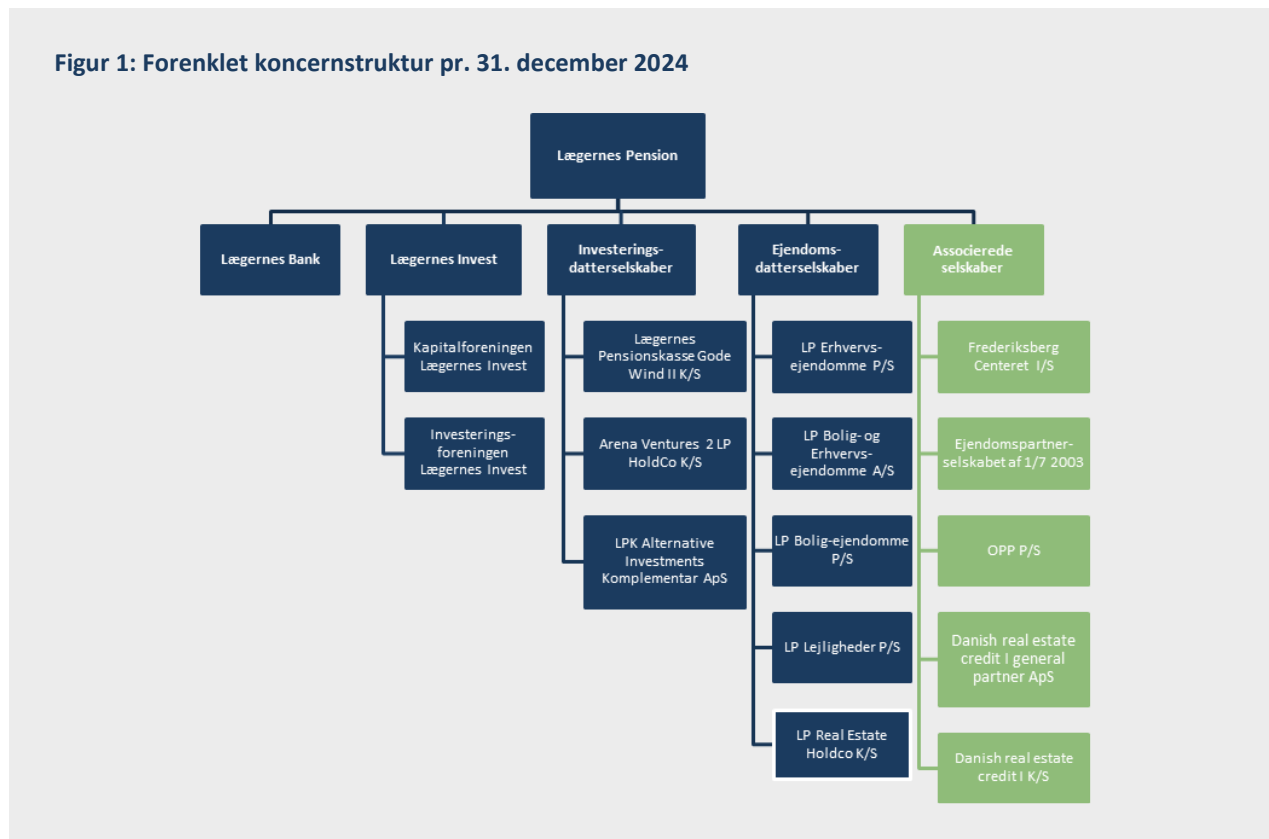 Figur 1: Forenklet koncernstruktur pr. 31. december 2024
Lægernes Pension
Lægernes Bank
Lægernes Invest
Investerings-
datterselskaber
Ejendoms-
datterselskaber
Associerede
selskaber
Kapitalforeningen
Lægernes Invest
Investerings-
foreningen
Lægernes Invest
Lægernes
Pensionskasse Gode
Wind II K/S
Arena Ventures 2 LP
HoldCo K/S
LPK Alternative
Investments
Komplementar ApS
LP Erhvervs-
ejendomme P/S
LP Bolig- og
Erhvervs-
ejendomme A/S
LP Bolig-ejendomme
P/S
LP Lejligheder P/S
LP Real Estate
Holdco K/S
Frederiksberg
Centeret I/S
Ejendomspartner-
selskabet af 1/7 2003
OPP P/S
Danish real estate
credit I general
partner ApS
Danish real estate
credit I K/S